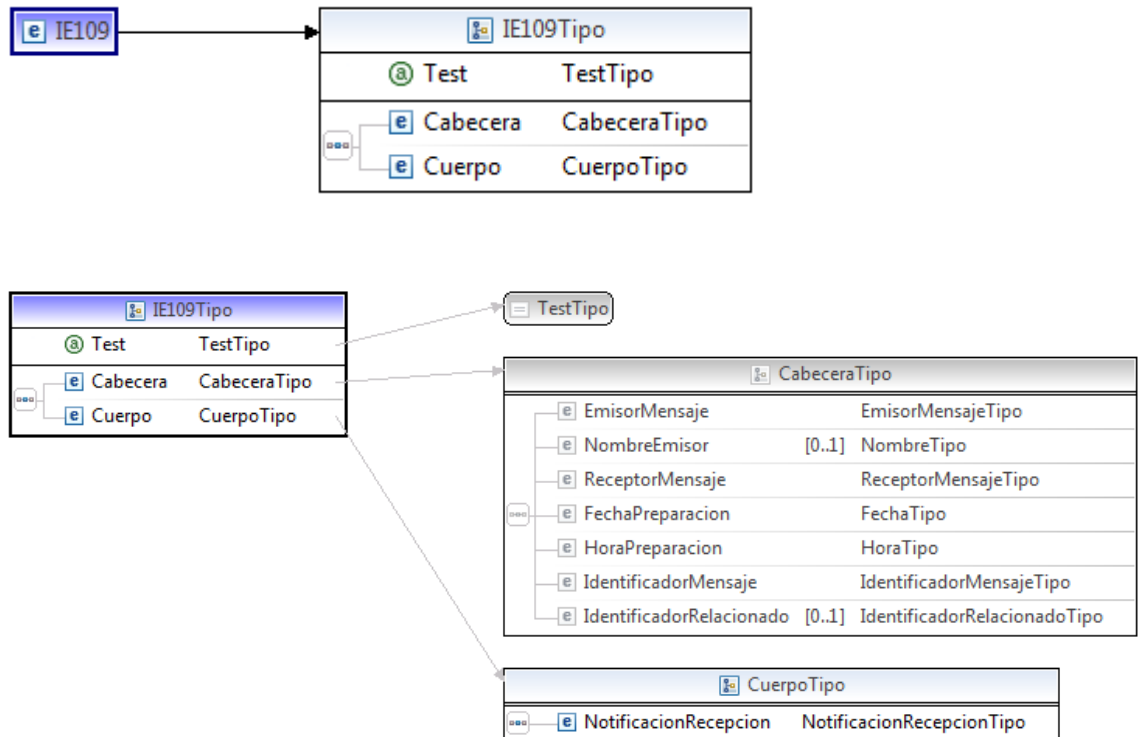 e IE109
IE109Tipo
a Test TestTipo
e Cabecera CabeceraTipo
e Cuerpo CuerpoTipo
IE109Tipo
a Test TestTipo
e Cabecera CabeceraTipo
e Cuerpo CuerpoTipo
TestTipo
CabeceraTipo
e EmisorMensaje EmisorMensajeTipo
e NombreEmisor [0..1] NombreTipo
e ReceptorMensaje ReceptorMensajeTipo
e FechaPreparacion FechaTipo
e HoraPreparacion HoraTipo
e IdentificadorMensaje IdentificadorMensajeTipo
e IdentificadorRelacionado [0..1] IdentificadorRelacionadoTipo
CuerpoTipo
e NotificacionRecepcion NotificacionRecepcionTipo